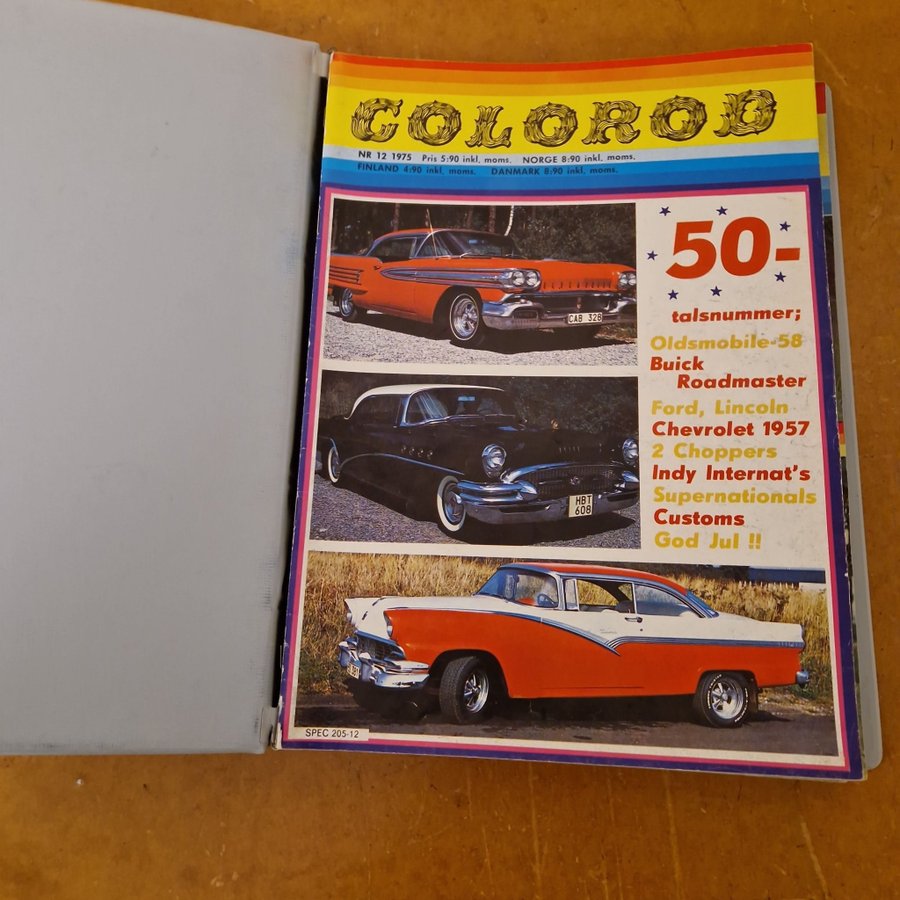 COLOROD
NR 12 1975 Pris 5:90 inkl. moms. NORGE 8:90 inkl. moms.
FINLAND 4:90 inkl. moms. DANMARK 8:90 inkl. moms.
50-
talsnummer;
Oldsmobile-58
Buick
Roadmaster
Ford, Lincoln
Chevrolet 1957
2 Choppers
Indy Internat's
Supernationals
Customs
God Jul !!
OLDSMOBILE
CAB 328
HBT
608
SPEC 205-12